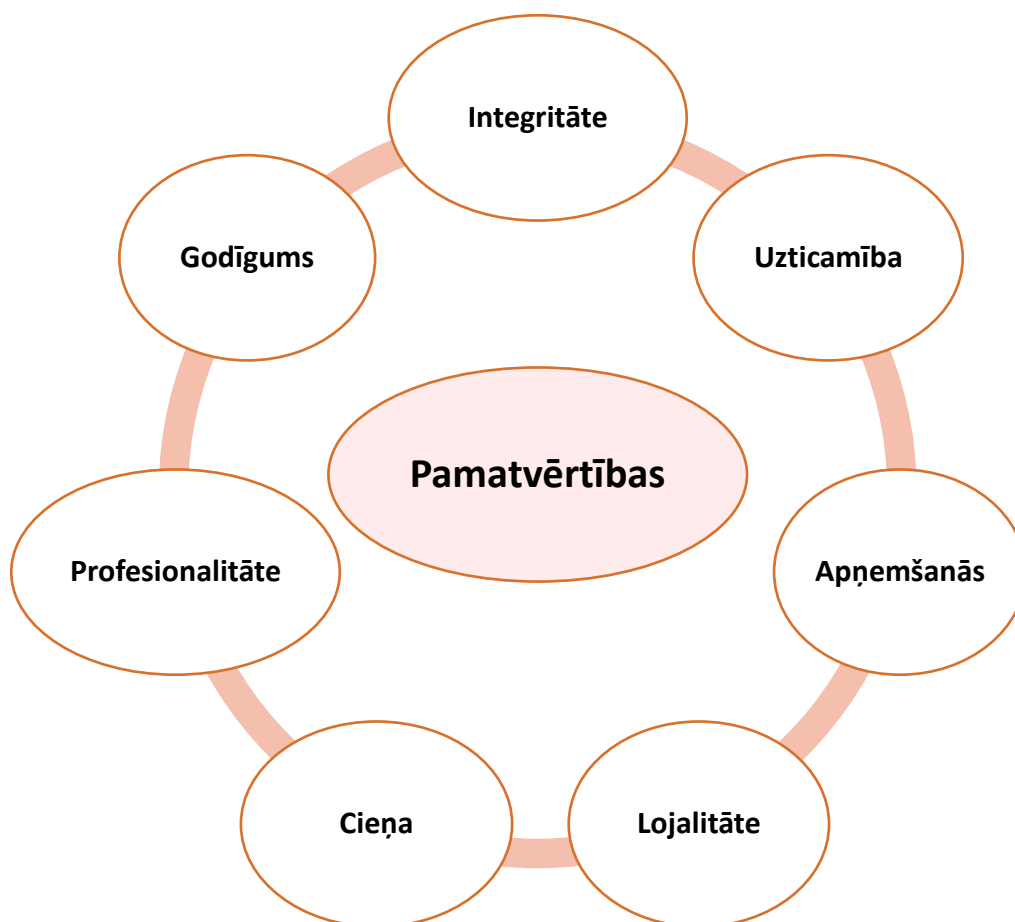 Integritāte
Godīgums
Uzticamība
Pamatvērtības
Profesionalitāte
Apņemšanās
Cieņa
Lojalitāte